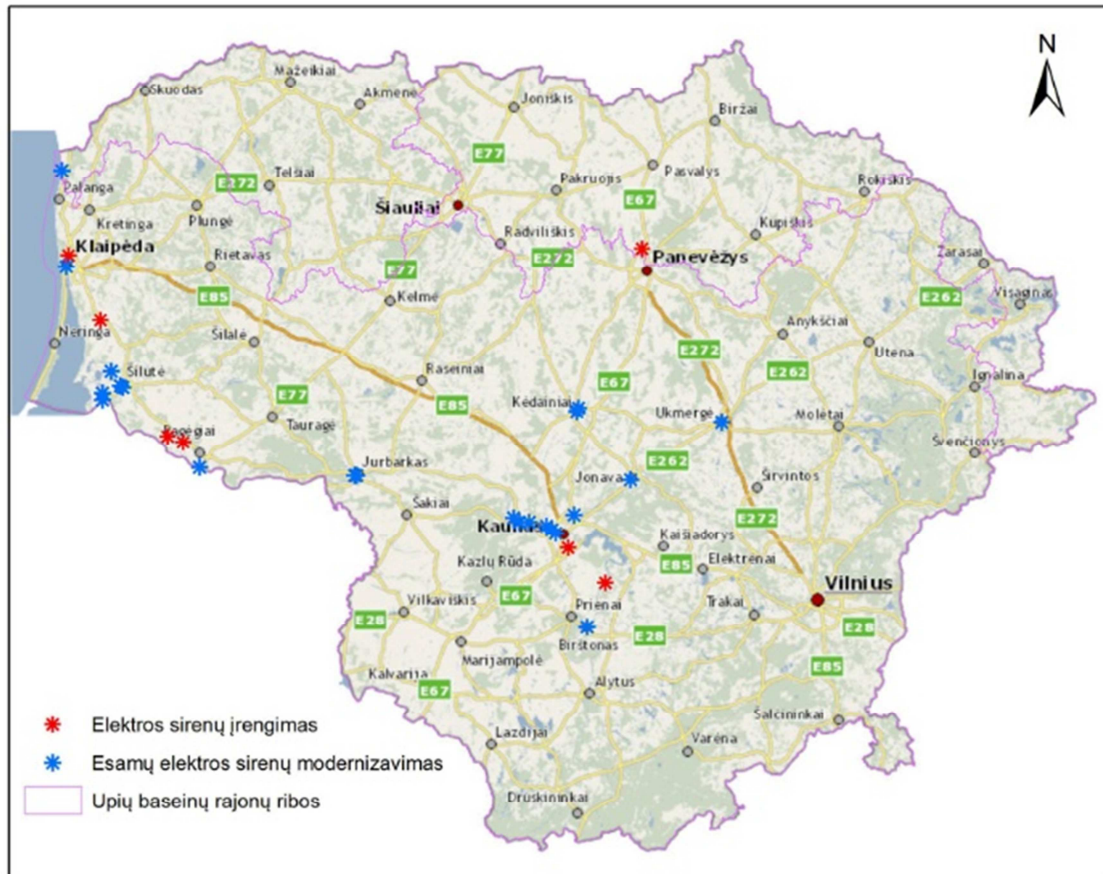 N
Mažeikiai
Skuodas
Akmenė
Joniškis
Biržai
E77
Pasvalys
Telšiai
E272
Pakruojis
Rokiškis
Palanga
Plungė
Šiauliai
E67
Kretinga
Kupiškis
Klaipėda
Radviliškis
Rietavas
E272
Panevėžys
Zarasai
E77
E85
Kelmė
E262
Visaginas
Neringa
Šilalė
Anykščiai
E272
Utena
Šilutė
Raseiniai
E67
E262
Ignalina
E77
E85
Kėdainiai
Ukmergė
Molėtai
Tauragė
Pagėgiai
Švenčionys
Jurbarkas
E262
Jonava
Širvintos
Šakiai
E272
Kaunas
Kaišiadorys
E85
Elektrėnai
Kazlų Rūda
Vilnius
E67
Vilkaviškis
Prienai
Trakai
E28
E28
E28
Birštonas
Marijampolė
Kalvarija
E85
E67
Alytus
Šalčininkai
Elektros sirenų įrengimas
Lazdijai
Varėna
Esamų elektros sirenų modernizavimas
Upių baseinų rajonų ribos
Druskininkai